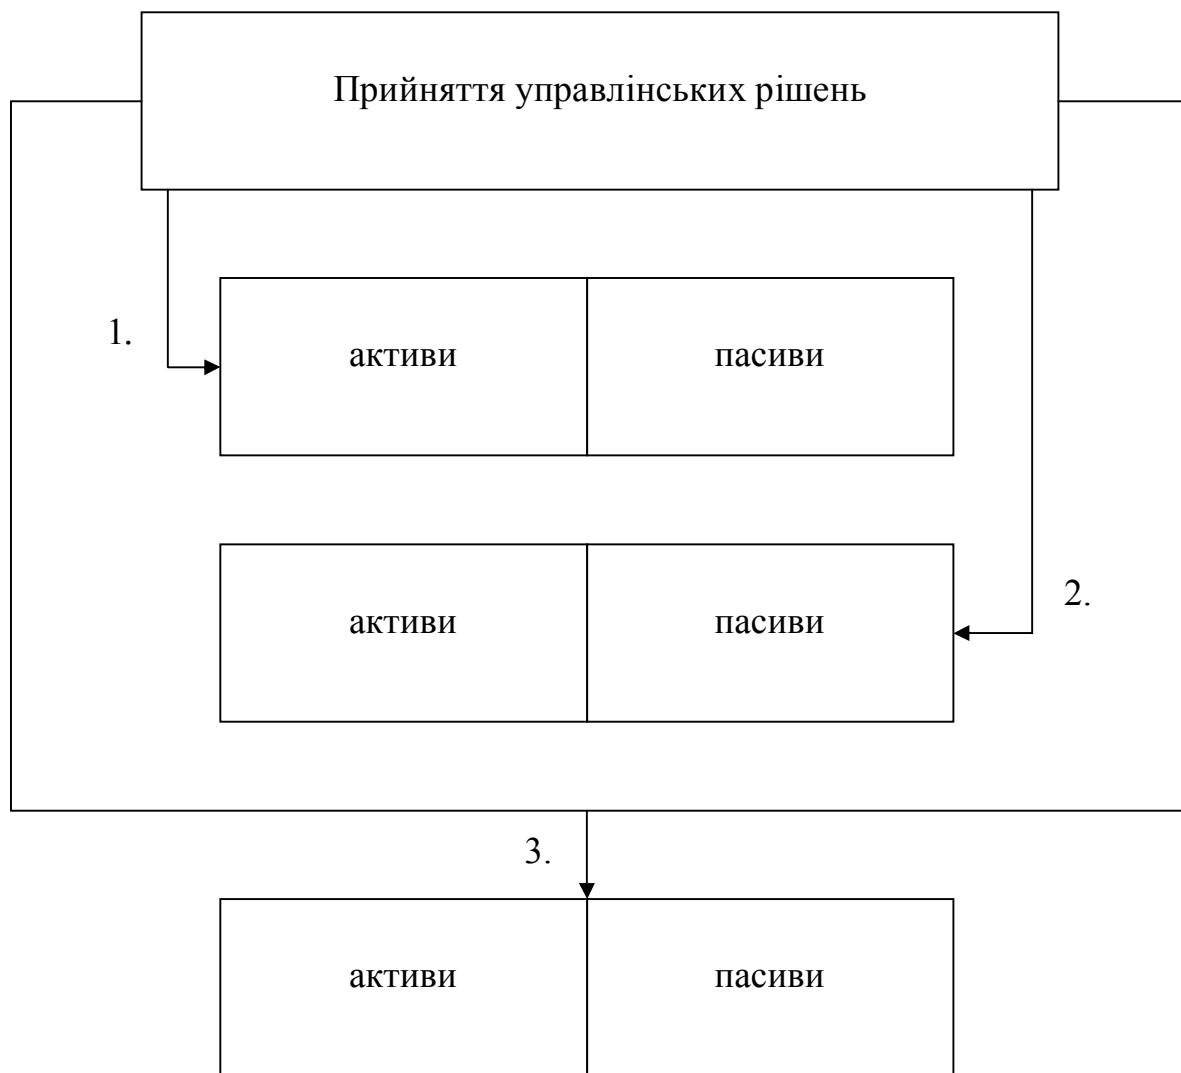 Прийняття управлінських рішень
1.
активи пасиви
активи пасиви
2.
3.
активи пасиви